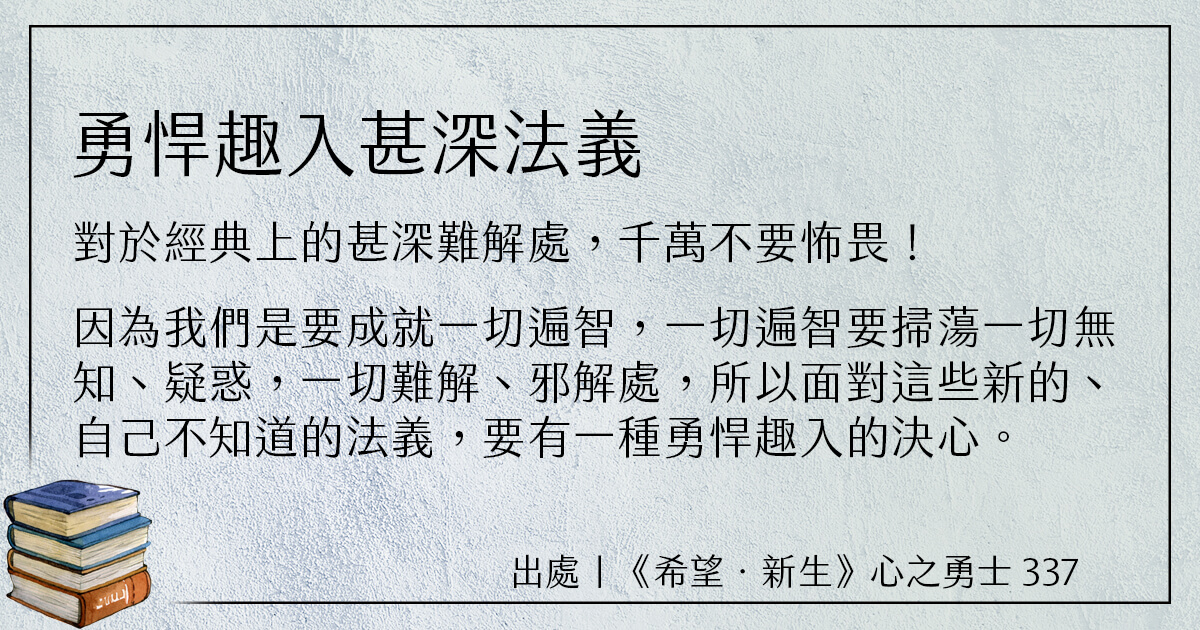 勇悍趣入甚深法義
對於經典上的甚深難解處，千萬不要怖畏！
因為我們是要成就一切遍智，一切遍智要掃蕩一切無
知、疑惑，一切難解、邪解處，所以面對這些新的、
自己不知道的法義，要有一種勇悍趣入的決心。
出處｜《希望．新生》心之勇士 337